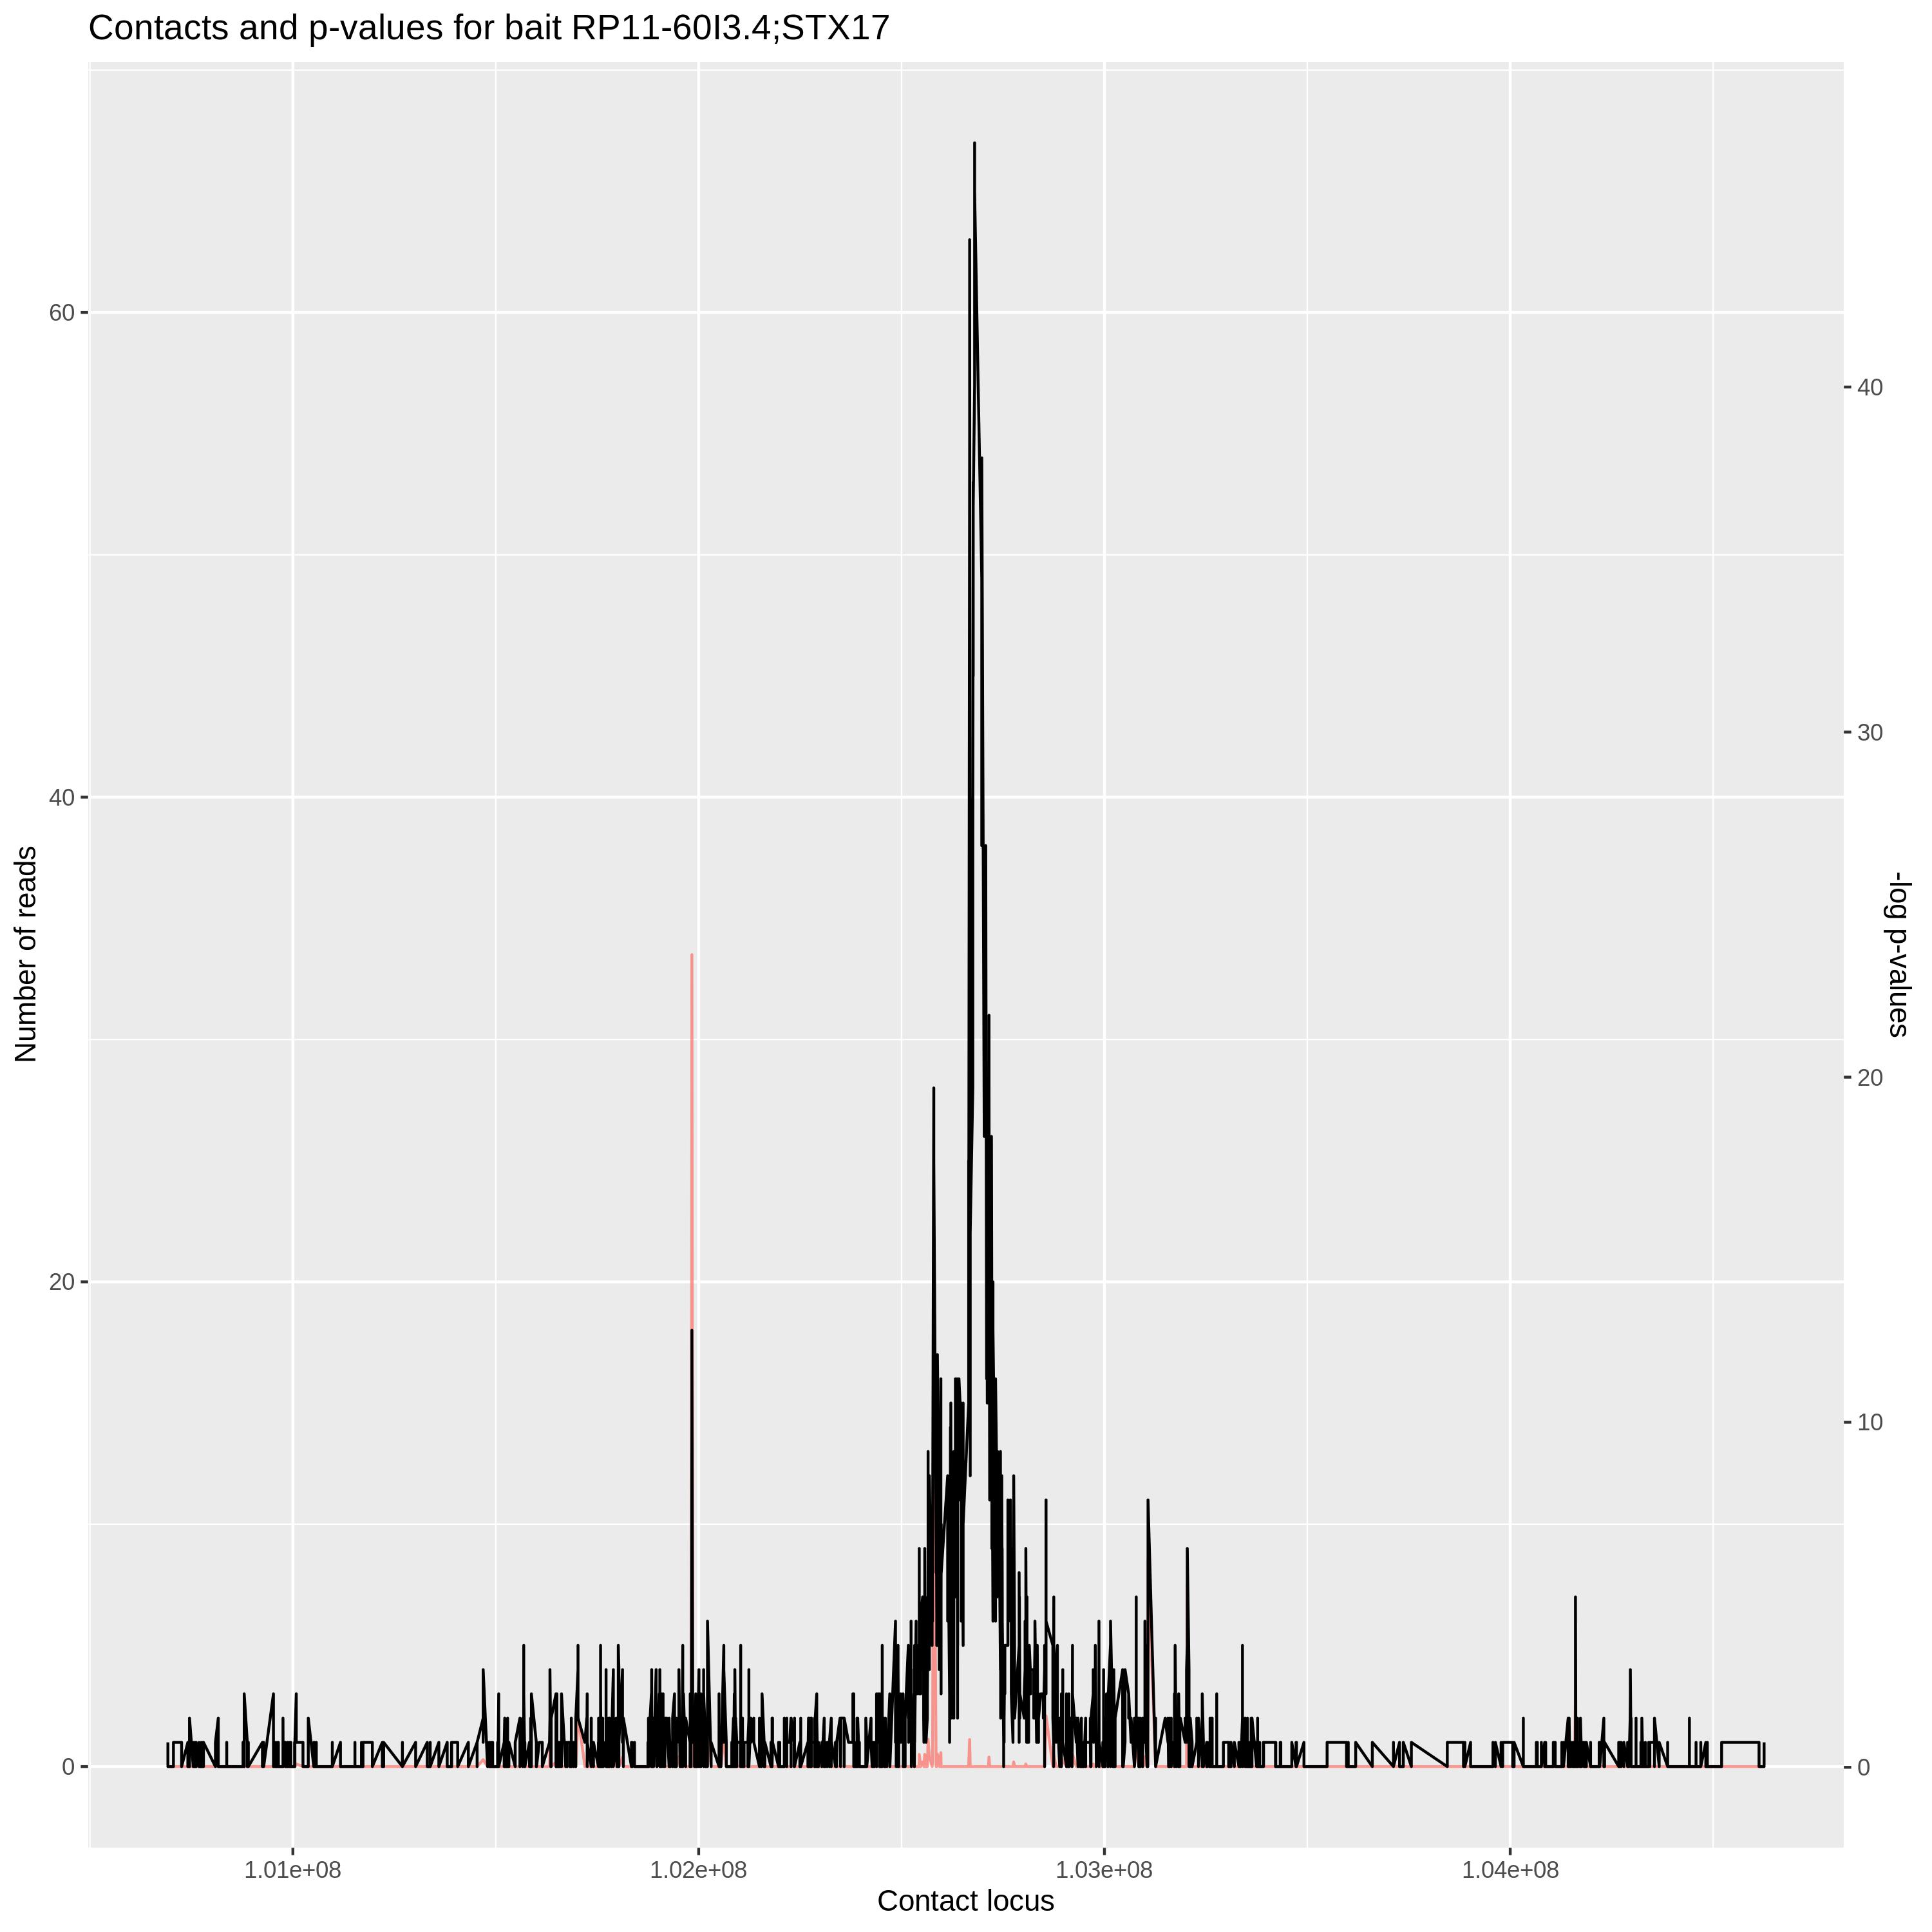 Contacts and p-values for bait RP11-60I3.4;STX17
60
40
20
0
Number of reads
40
30
20
10
0
-log p-values
1.01e+08 1.02e+08 1.03e+08 1.04e+08
Contact locus